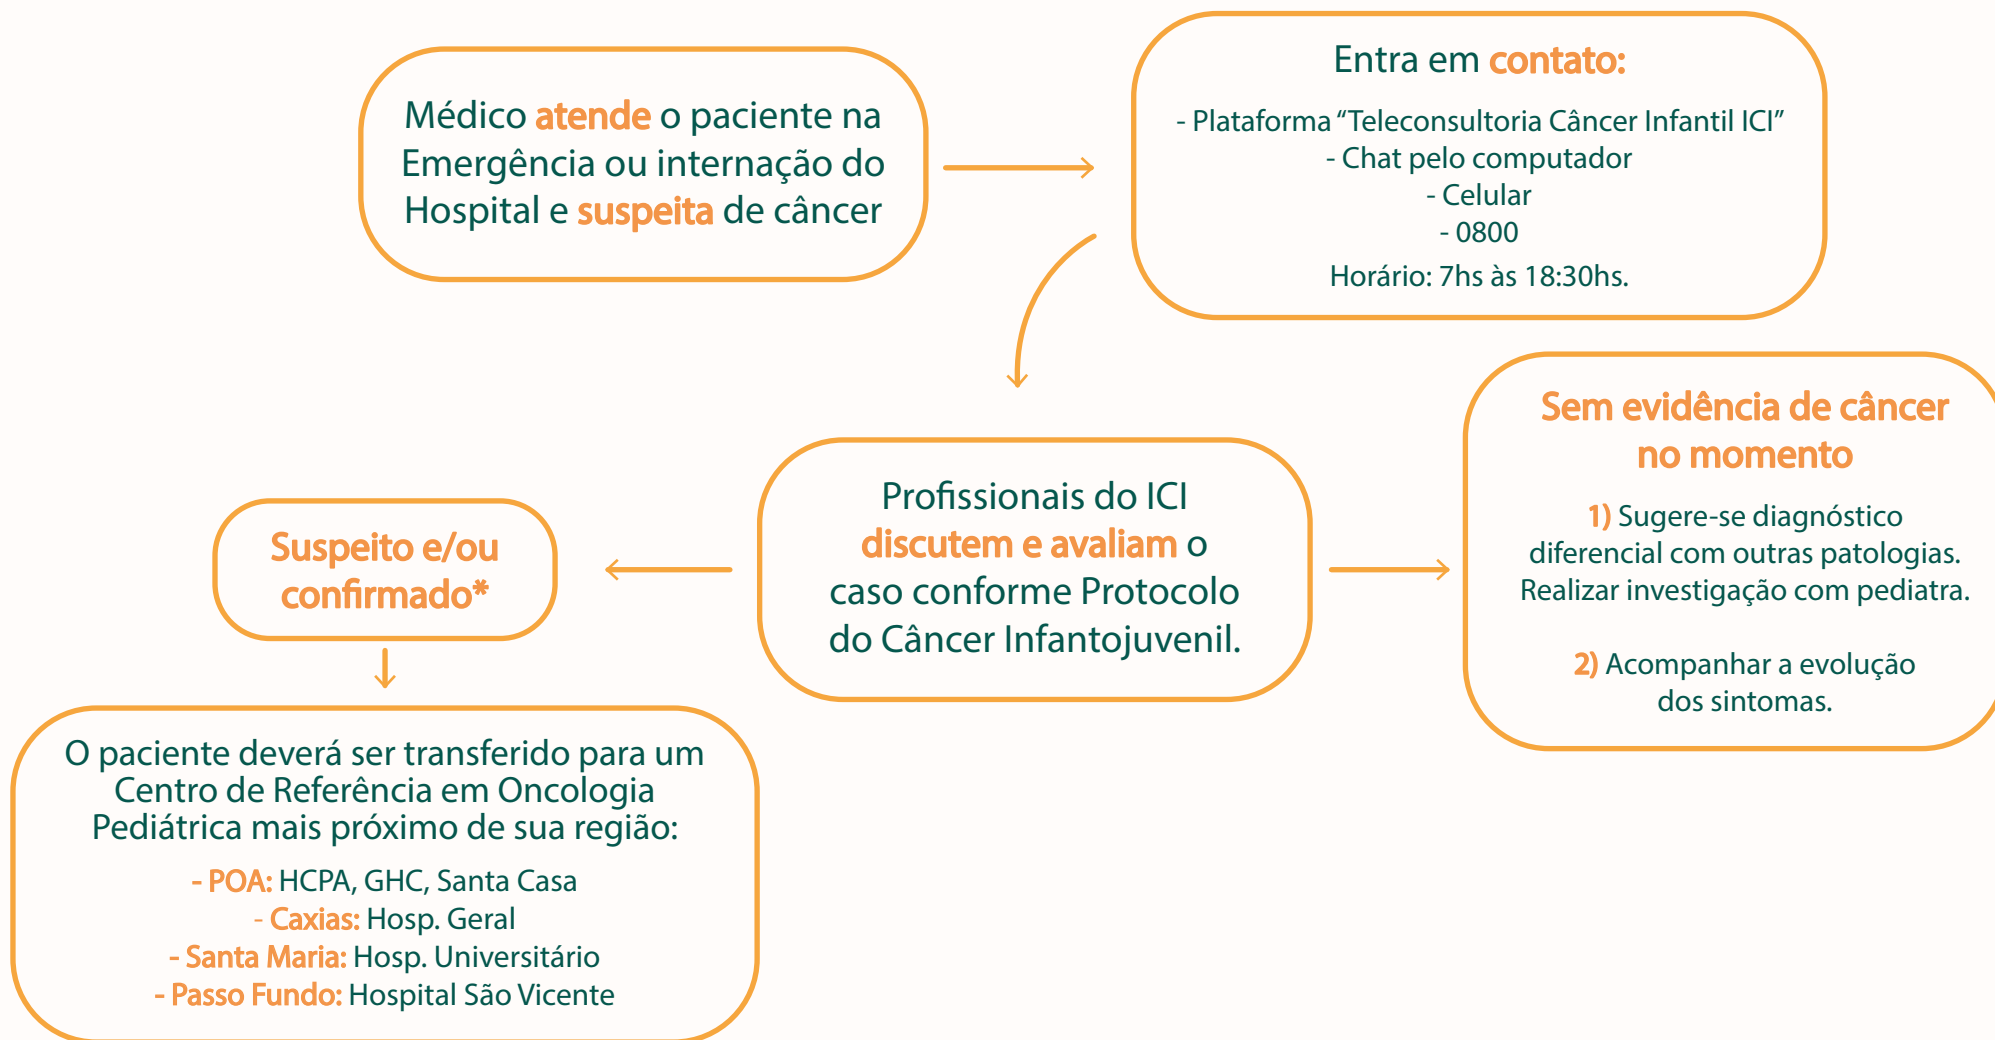 Médico atende o paciente na
Emergência ou internação do
Hospital e suspeita de câncer
Entra em contato:
- Plataforma “Teleconsultoria Câncer Infantil ICI”
- Chat pelo computador
- Celular
- 0800
Horário: 7hs às 18:30hs.
Profissionais do ICI
discutem e avaliam o
caso conforme Protocolo
do Câncer Infantojuvenil.
Sem evidência de câncer
no momento
1) Sugere-se diagnóstico
diferencial com outras patologias.
Realizar investigação com pediatra.
2) Acompanhar a evolução
dos sintomas.
Suspeito e/ou
confirmado*
O paciente deverá ser transferido para um
Centro de Referência em Oncologia
Pediátrica mais próximo de sua região:
- POA: HCPA, GHC, Santa Casa
- Caxias: Hosp. Geral
- Santa Maria: Hosp. Universitário
- Passo Fundo: Hospital São Vicente